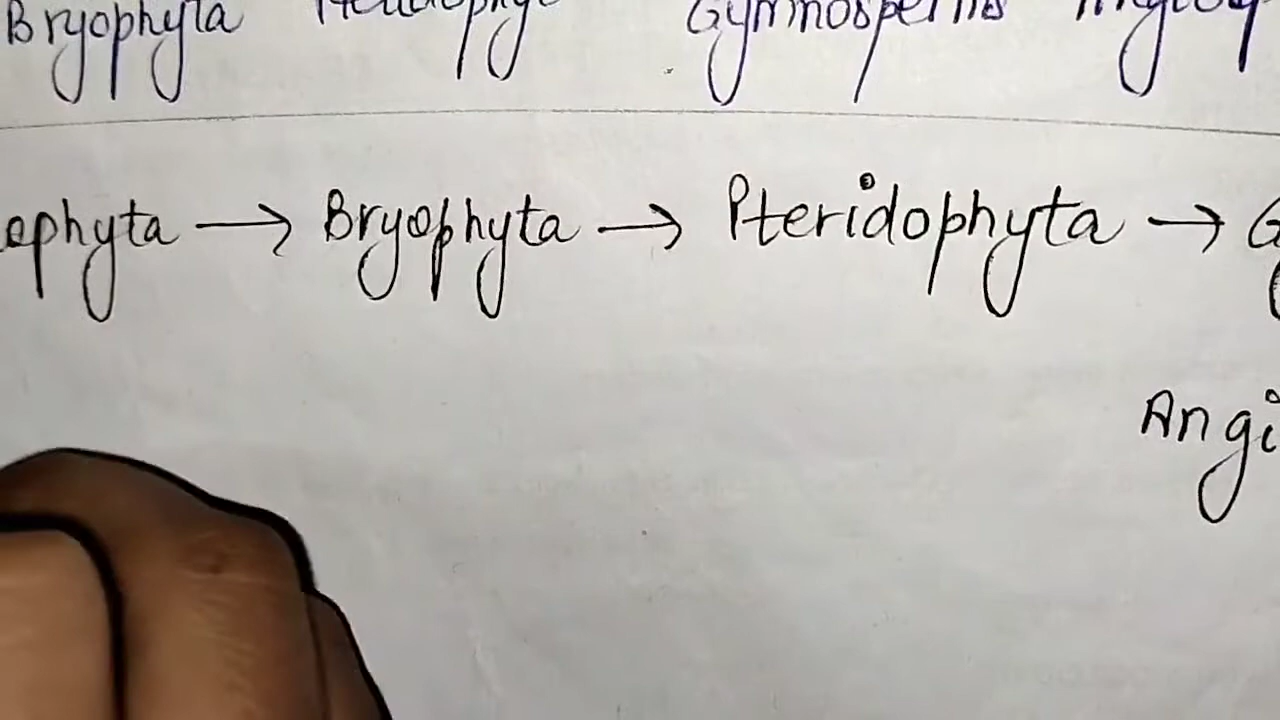 Bryophyta Gymnosperms
ophyta → Bryophyta → Pteridophyta → G
Angi